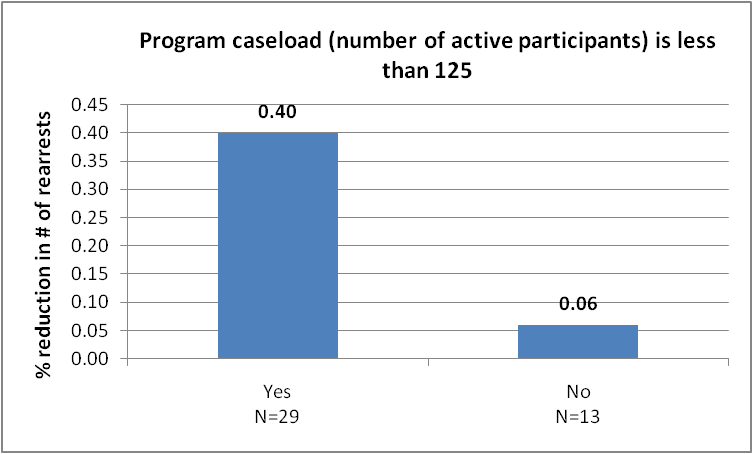 Program caseload (number of active participants) is less
than 125
% reduction in # of rearrests
0.45
0.40
0.35
0.30
0.25
0.20
0.15
0.10
0.05
0.00
0.40
0.06
Yes
N=29
No
N=13